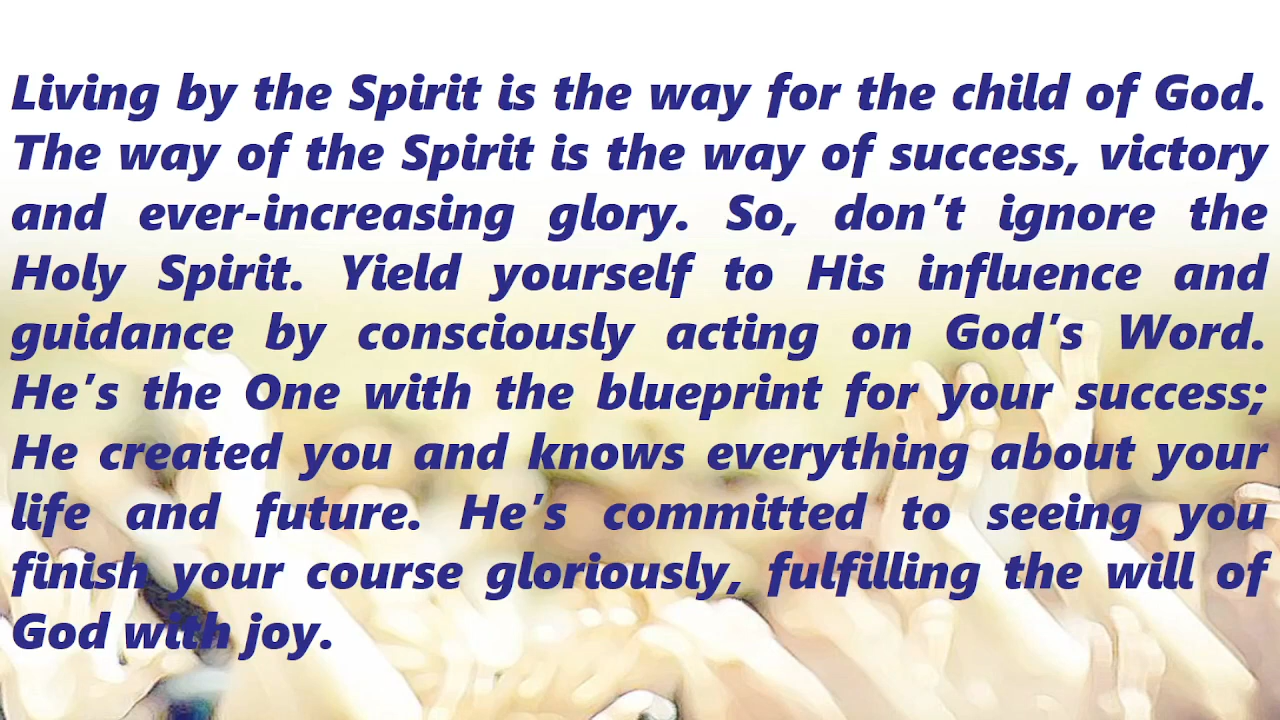 Living by the Spirit is the way for the child of God.
The way of the Spirit is the way of success, victory
and ever-increasing glory. So, don't ignore the
Holy Spirit. Yield yourself to His influence and
guidance by consciously acting on God's Word.
He's the One with the blueprint for your success;
He created you and knows everything about your
life and future. He's committed to seeing you
finish your course gloriously, fulfilling the will of
God with joy.